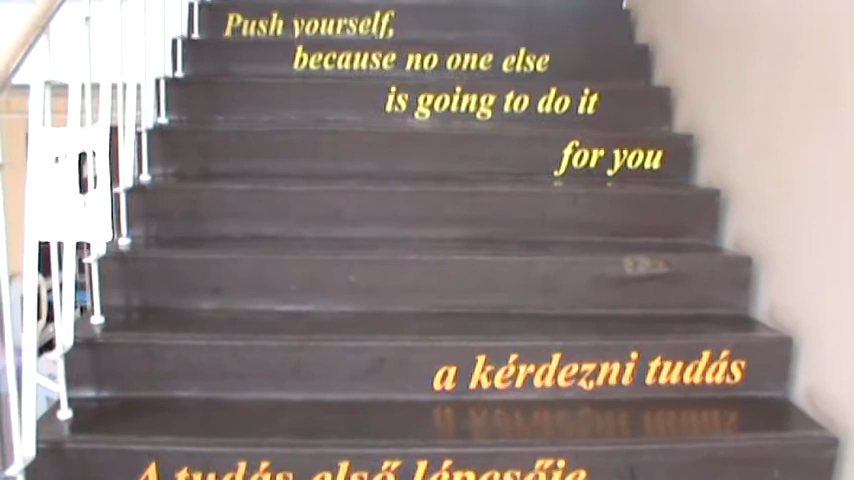 Push yourself,
because no one else
is going to do it
for you
a kérdezni tudás
A tudás első lépcsője